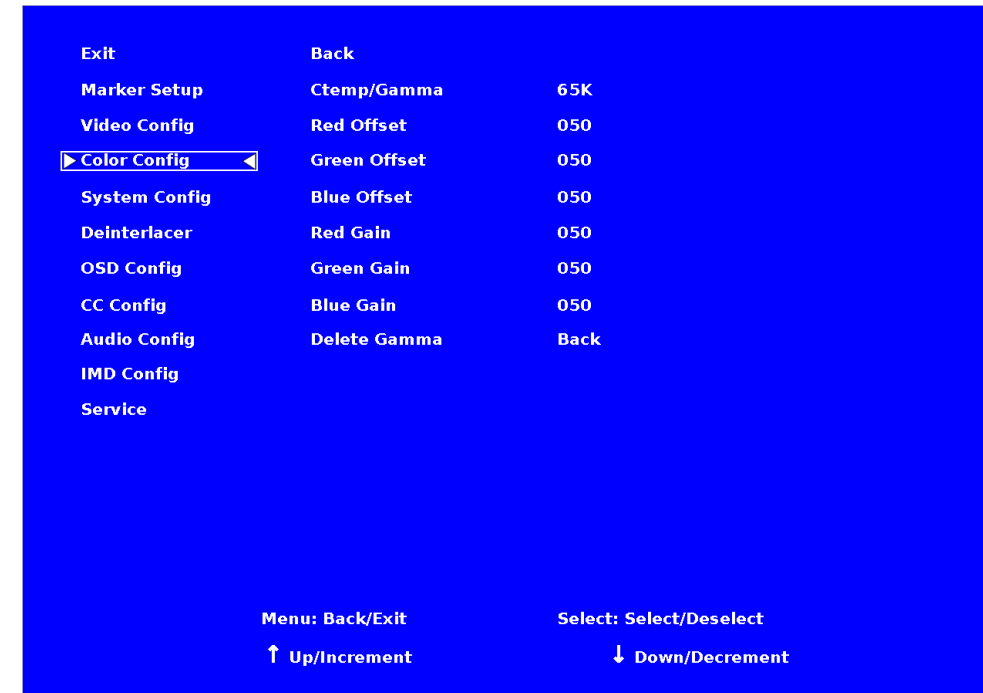 Exit Back
Marker Setup Ctemp/Gamma 65K
Video Config Red Offset 050
Color Config Green Offset 050
System Config Blue Offset 050
Deinterlacer Red Gain 050
OSD Config Green Gain 050
CC Config Blue Gain 050
Audio Config Delete Gamma Back
IMD Config
Service
Menu: Back/Exit Select: Select/Deselect
↑ Up/Increment ↓ Down/Decrement